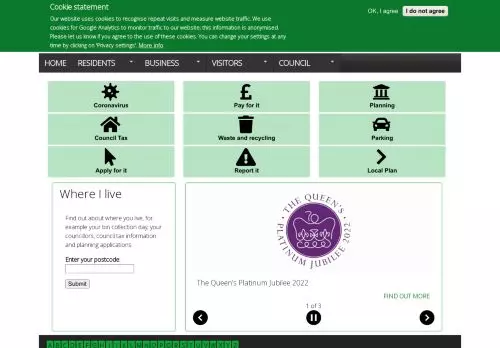 Cookie statement
Our website uses cookies to recognise repeat visits and measure website traffic. We use
cookies for Google Analytics to monitor traffic to our website; this information is anonymised.
Please let us know if you agree to the use of these cookies. You can change your settings at
any time by clicking on 'Privacy settings'. More info
OK, I agree
I do not agree
HOME RESIDENTS BUSINESS VISITORS COUNCIL
Coronavirus Pay for it Planning
Council Tax Waste and recycling Parking
Apply for it Report it Local Plan
Where I live
Find out about where you live, for
example your bin collection day, your
councillors, council tax information
and planning applications.
Enter your postcode:
Submit
THE QUEEN'S
70
PLATINUM JUBILEE 2022
The Queen's Platinum Jubilee 2022
FIND OUT MORE
1 of 3
A B C D E F G H I J K L M N O P Q R S T U V W X Y Z